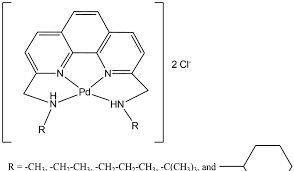 2 Cl-
N
N
Pd
H
N
HN
R
R
R = -CH3, -CH2-CH3, -CH2-CH2-CH3, -C(CH3)3, and